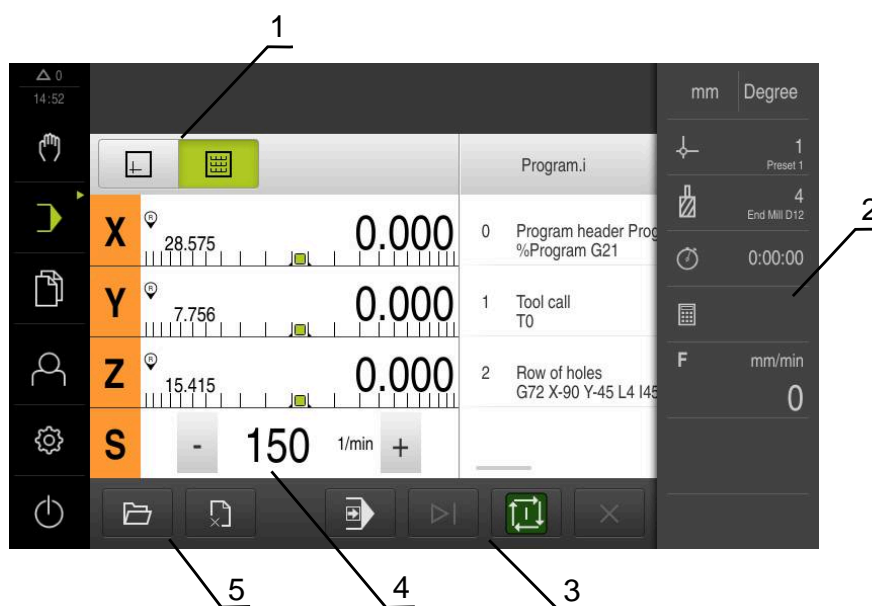 1
0
14:52
mm Degree
1
Preset 1
Program.i
4
End Mill D12
2
X R 28.575 0.000
0 Program header Prog
%Program G21
0:00:00
Y R 7.756 0.000
1 Tool call
T0
Z R 15.415 0.000
2 Row of holes
G72 X-90 Y-45 L4 I45
F mm/min
0
S - 150 1/min +
5 4 3